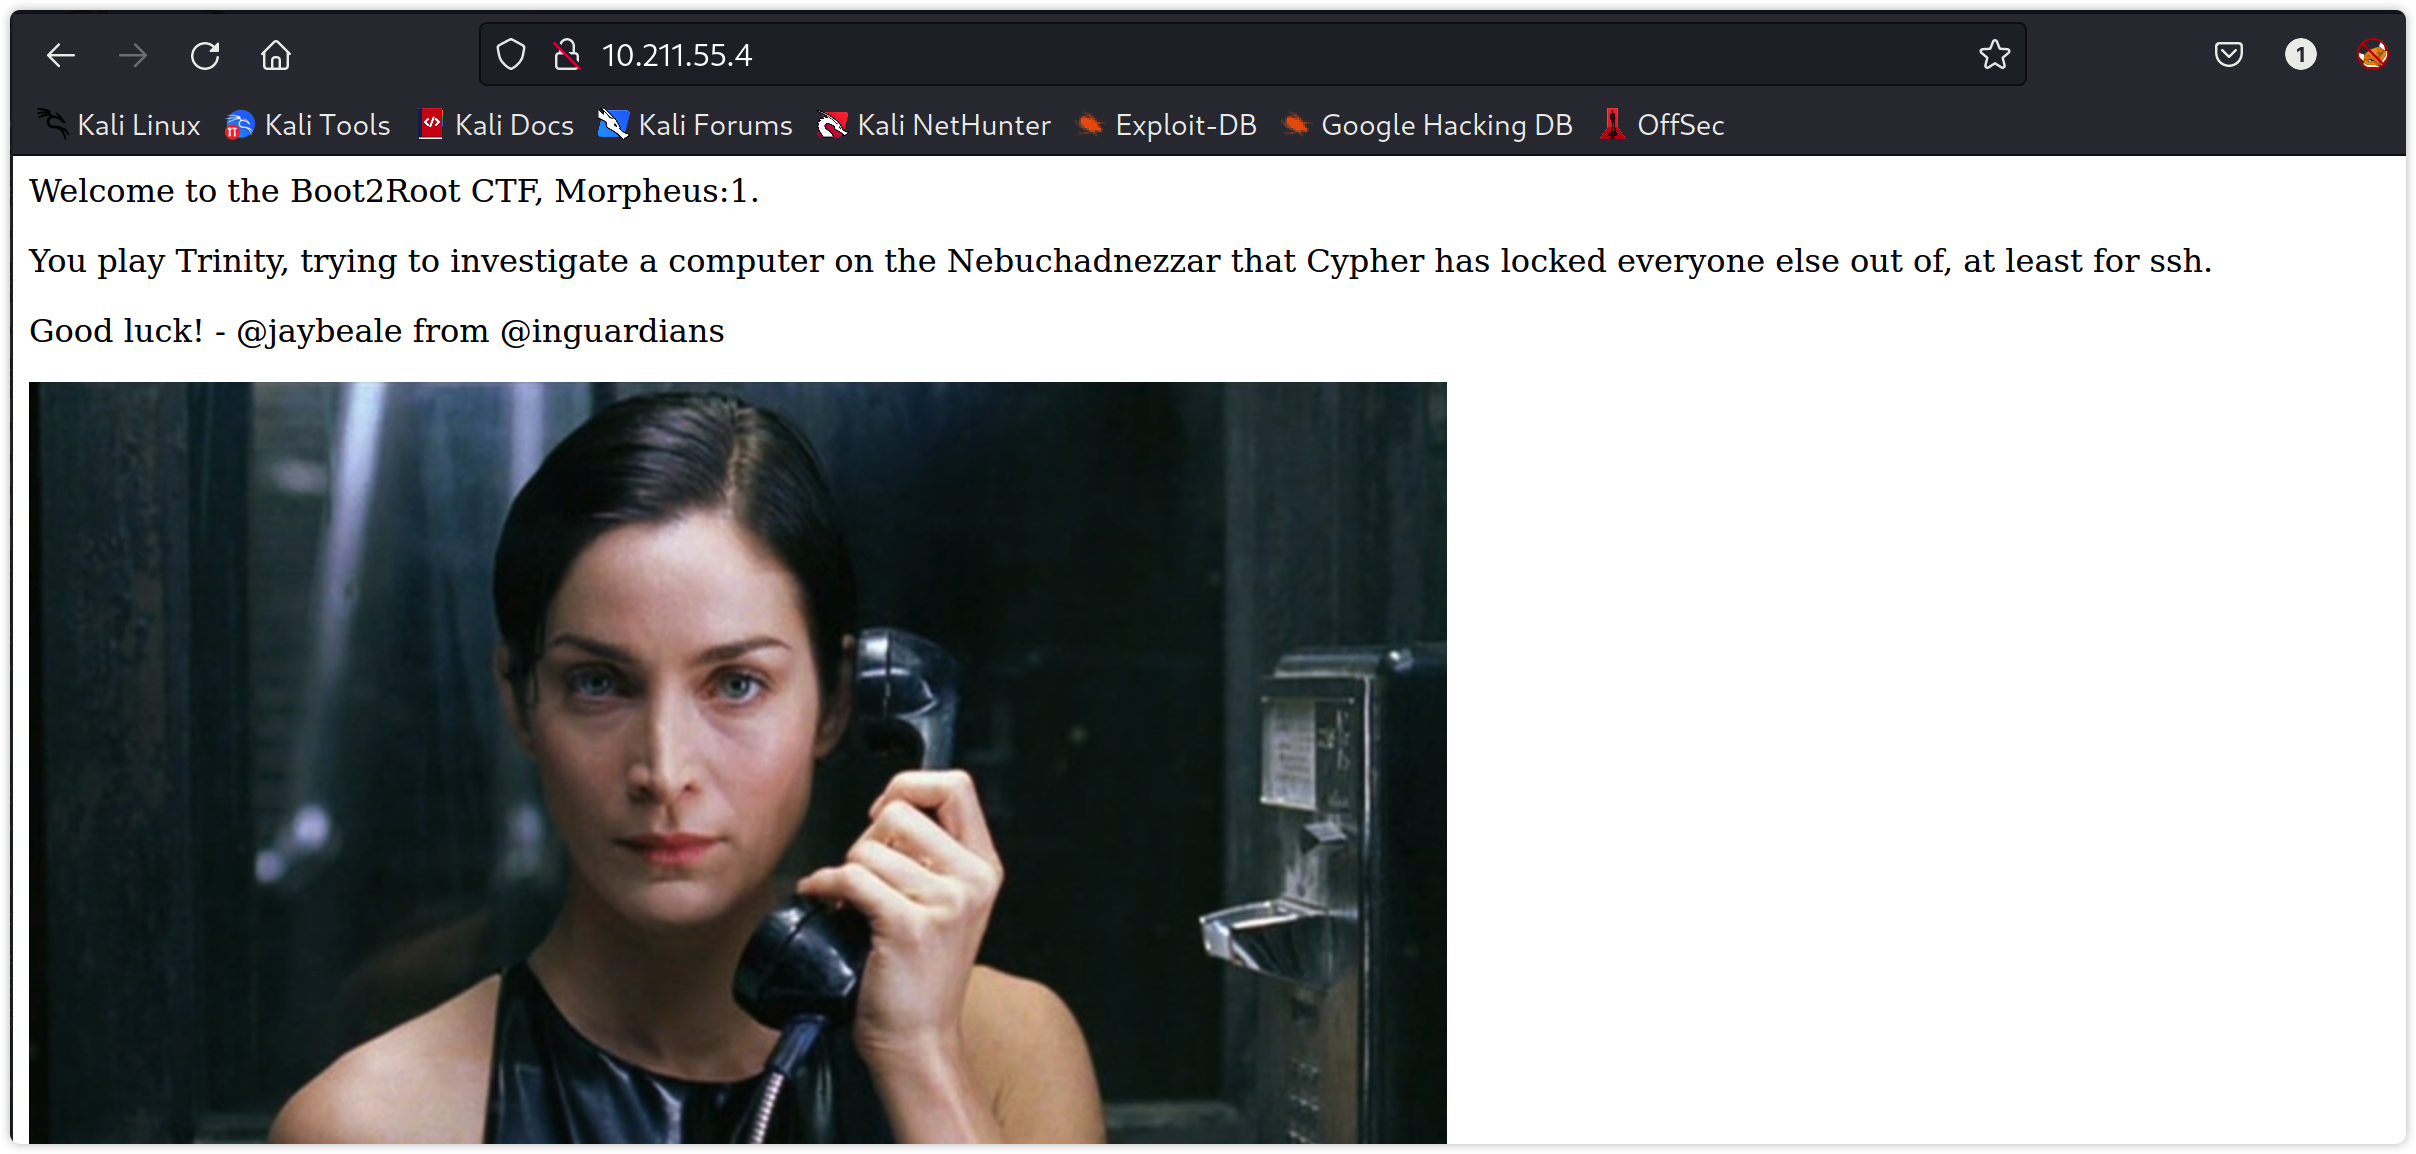 10.211.55.4
1
Kali Linux Kali Tools Kali Docs Kali Forums Kali NetHunter Exploit-DB Google Hacking DB OffSec
Welcome to the Boot2Root CTF, Morpheus:1.
You play Trinity, trying to investigate a computer on the Nebuchadnezzar that Cypher has locked everyone else out of, at least for ssh.
Good luck! - @jaybeale from @inguardians